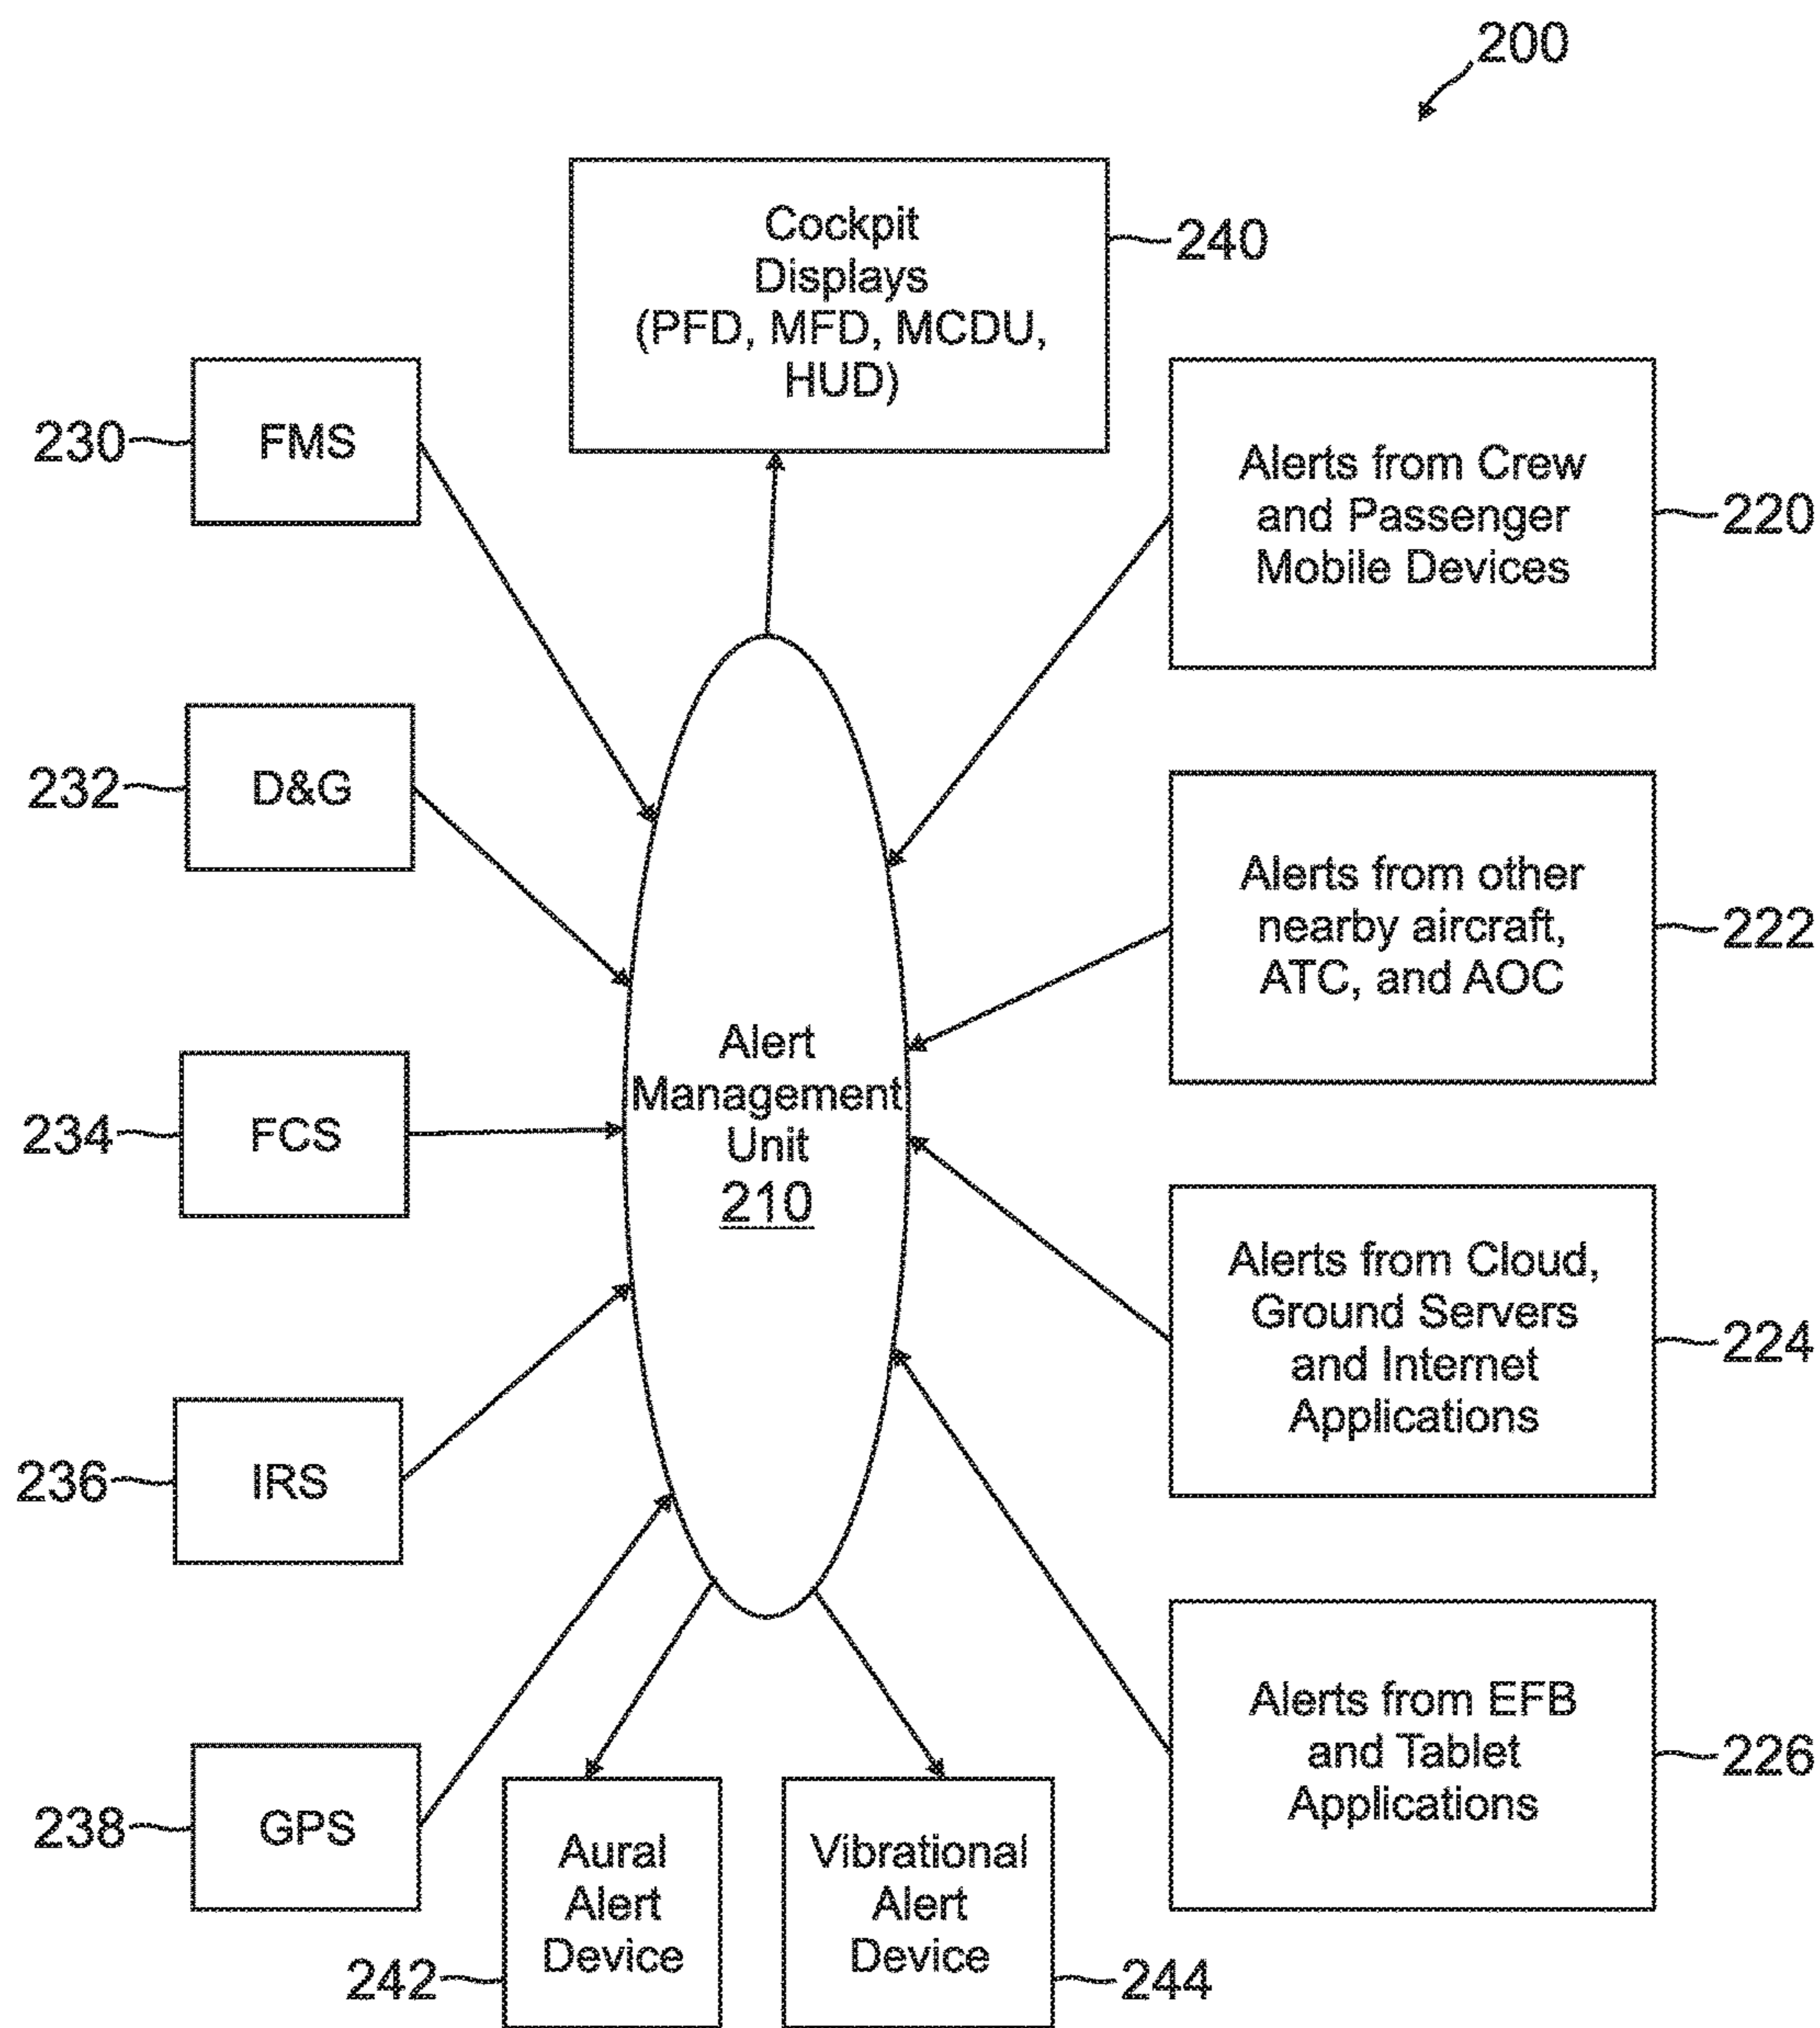 200
Cockpit
Displays
(PFD, MFD, MCDU,
HUD)
240
230
FMS
Alerts from Crew
and Passenger
Mobile Devices
220
232
D&G
Alerts from other
nearby aircraft,
ATC, and AOC
222
234
FCS
Alert
Management
Unit
210
Alerts from Cloud,
Ground Servers
and Internet
Applications
224
236
IRS
Alerts from EFB
and Tablet
Applications
226
238
GPS
Aural
Alert
Device
242
Vibrational
Alert
Device
244